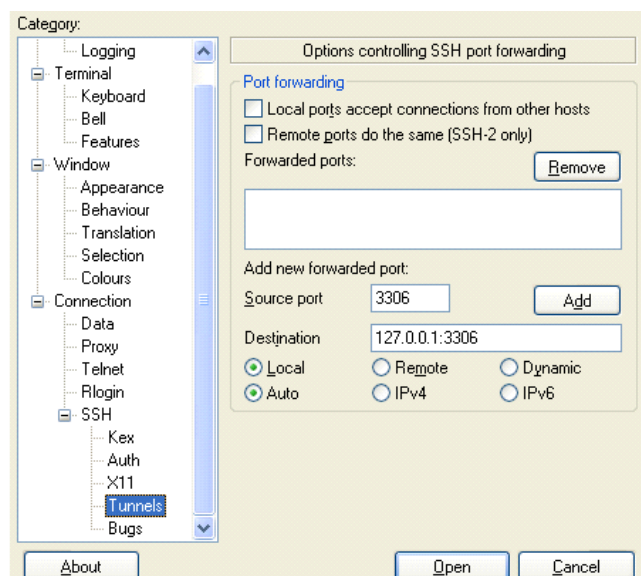 Category:
Logging
Terminal
Keyboard
Bell
Features
Window
Appearance
Behaviour
Translation
Selection
Colours
Connection
Data
Proxy
Telnet
Rlogin
SSH
Kex
Auth
X11
Tunnels
Bugs
Options controlling SSH port forwarding
Port forwarding
Local ports accept connections from other hosts
Remote ports do the same (SSH-2 only)
Forwarded ports: Remove
Add new forwarded port:
Source port 3306 Add
Destination 127.0.0.1:3306
Local Remote Dynamic
Auto IPv4 IPv6
About Open Cancel